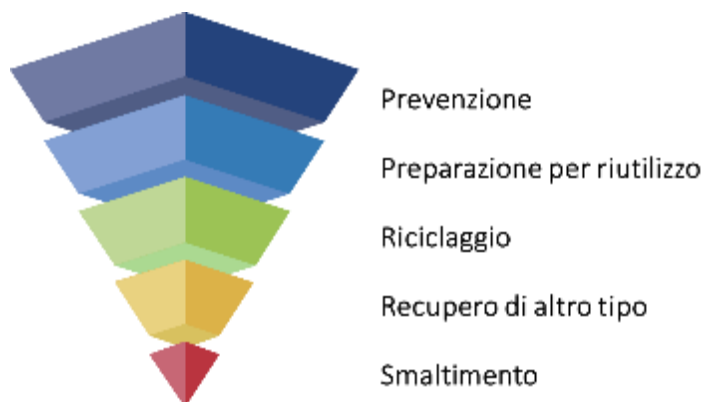 Prevenzione
Preparazione per riutilizzo
Riciclaggio
Recupero di altro tipo
Smaltimento